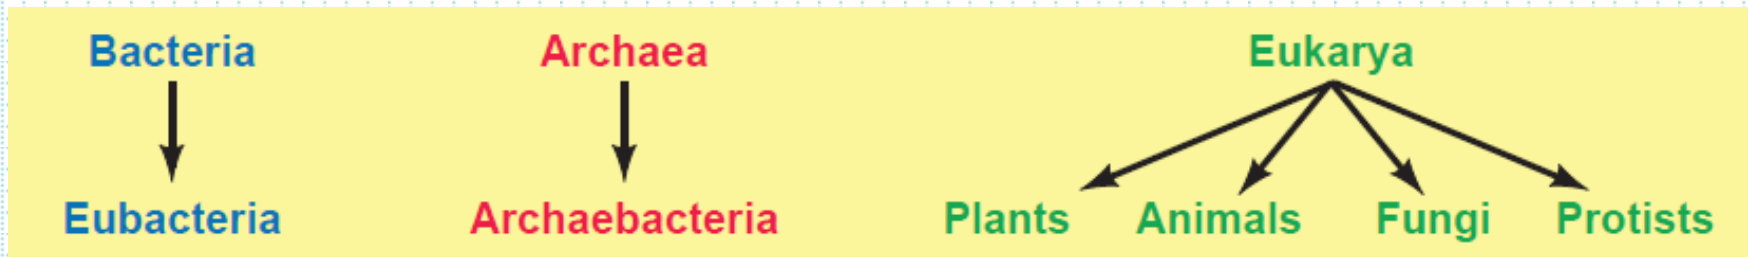 Bacteria Archaea Eukarya
Eubacteria Archaebacteria Plants Animals Fungi Protists